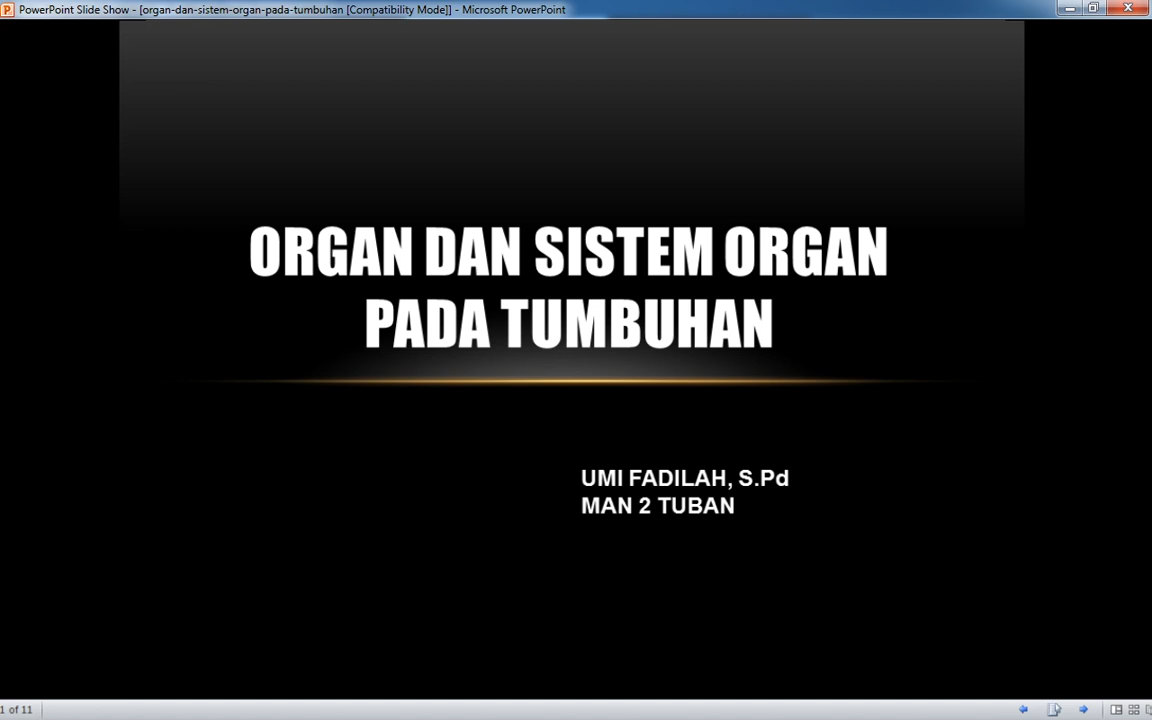 PowerPoint Slide Show - [organ-dan-sistem-organ-pada-tumbuhan [Compatibility Mode]] - Microsoft PowerPoint
ORGAN DAN SISTEM ORGAN
PADA TUMBUHAN
UMI FADILAH, S.Pd
MAN 2 TUBAN
1 of 11